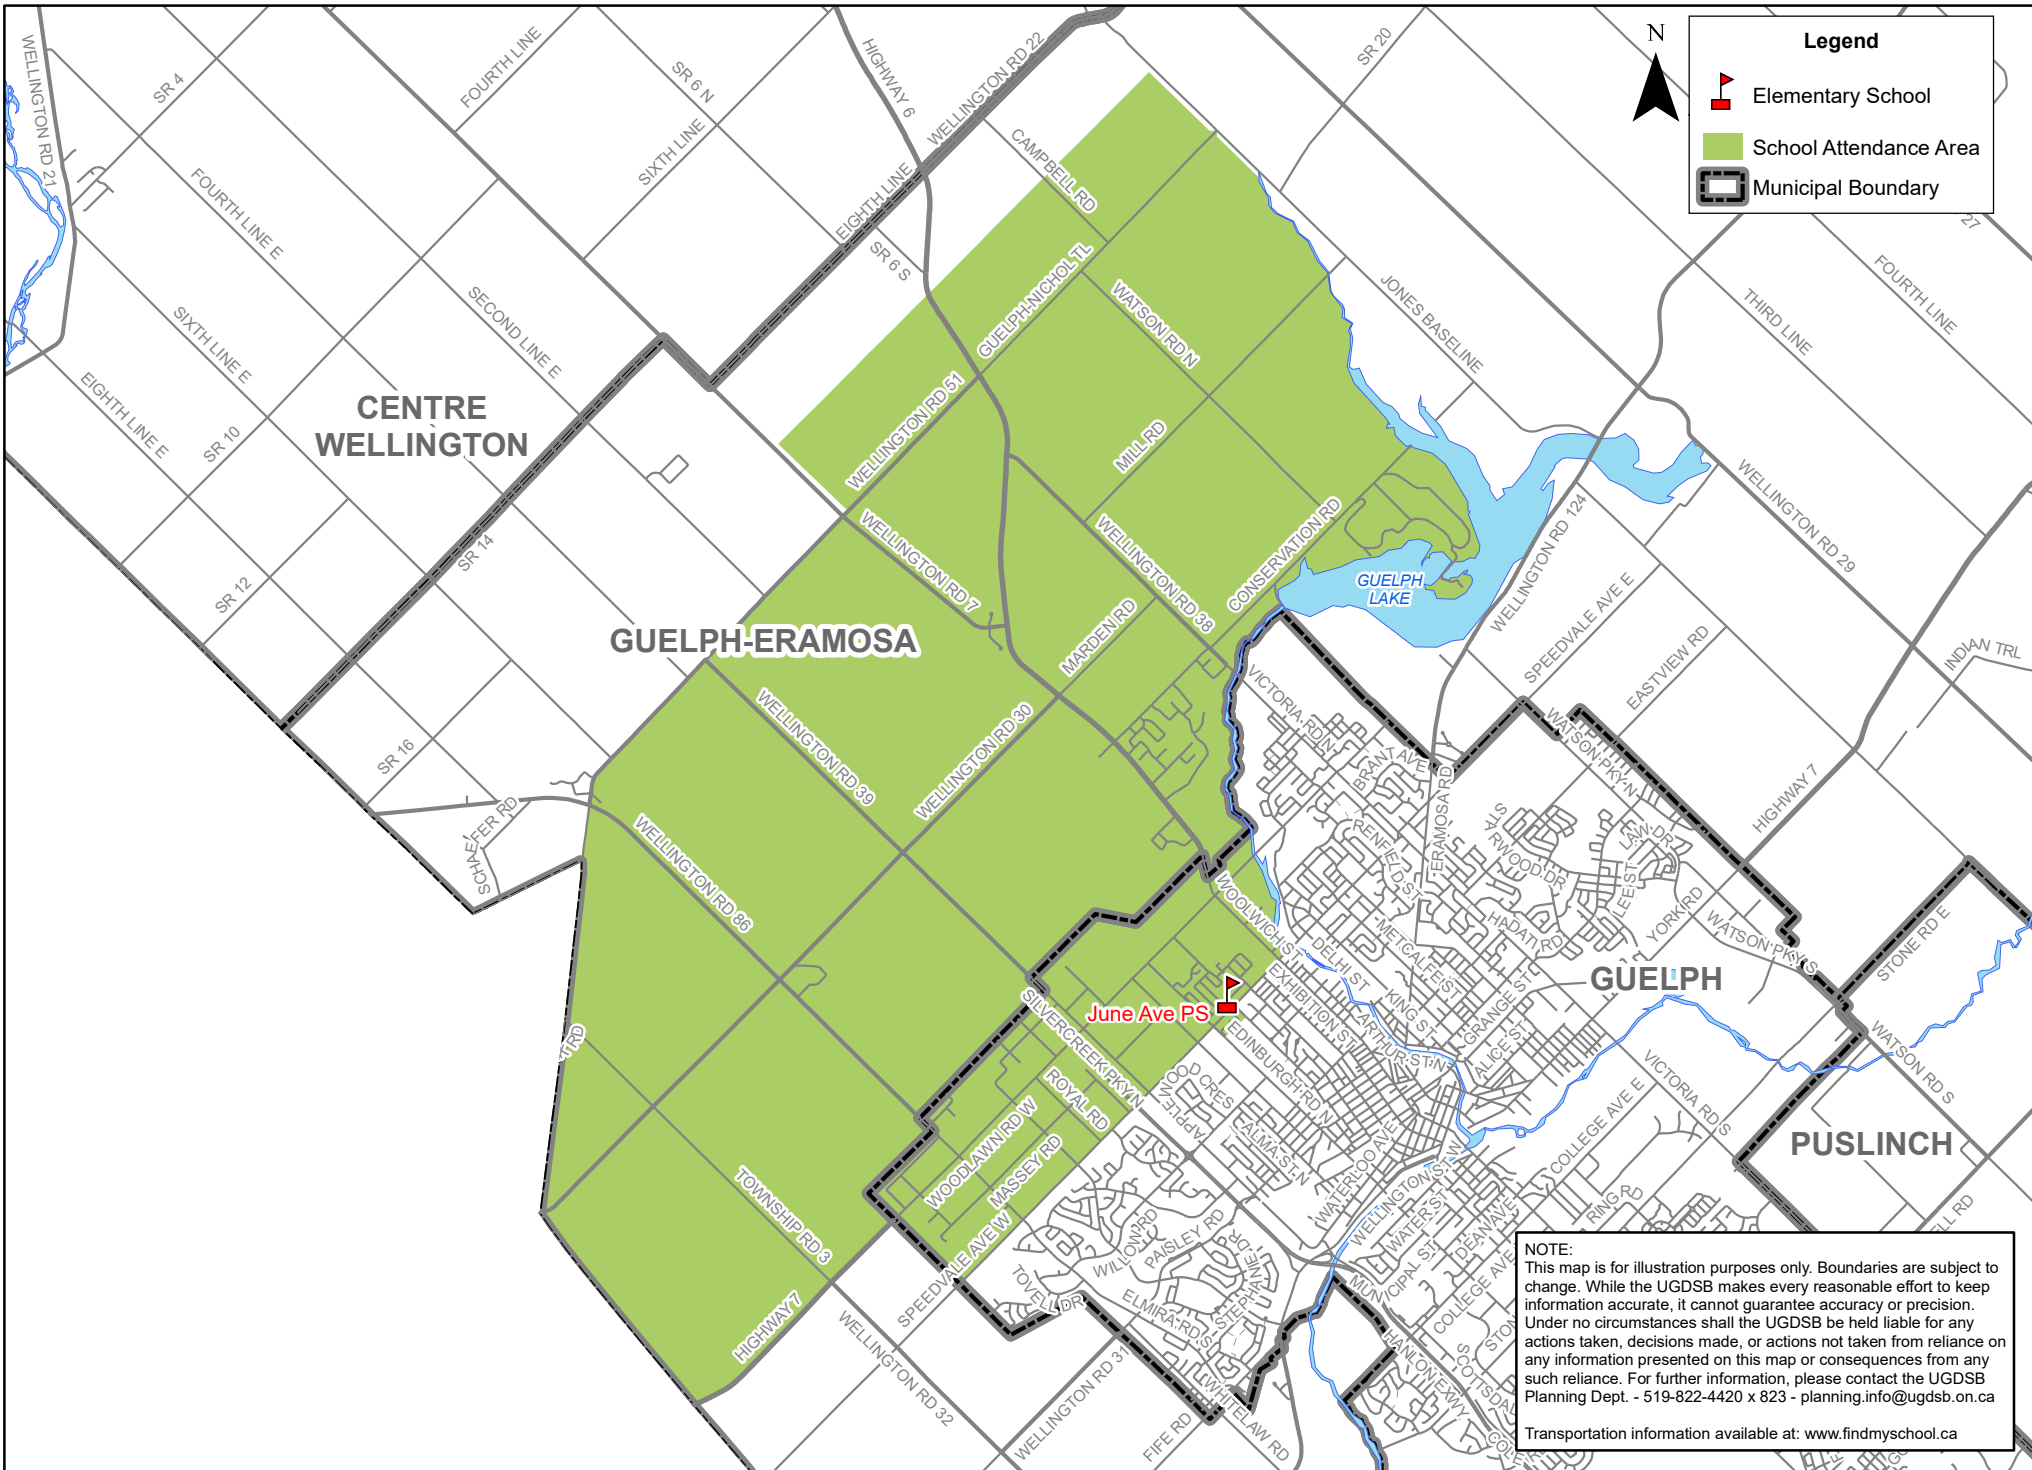 N
Legend
Elementary School
School Attendance Area
Municipal Boundary
WELLINGTON RD 21
SR 4
FOURTH LINE
SR 6 N
SIXTH LINE
HIGHWAY 6
WELLINGTON RD 22
EIGHTH LINE
SR 6 S
CAMPBELL RD
SR 20
27
FOURTH LINE
THIRD LINE
JONES BASELINE
FOURTH LINE E
SIXTH LINE E
SECOND LINE E
EIGHTH LINE E
SR 10
SR 12
SR 14
SR 16
CENTRE
WELLINGTON
GUELPH-NICHOL TL
WATSON RD N
WELLINGTON RD 51
MILL RD
WELLINGTON RD 7
WELLINGTON RD 38
CONSERVATION RD
MARDEN RD
GUELPH
LAKE
WELLINGTON RD 124
WELLINGTON RD 29
SPEEDVALE AVE E
EASTVIEW RD
INDIAN TRL
GUELPH-ERAMOSA
WELLINGTON RD 39
WELLINGTON RD 30
VICTORIA RD N
BRANT AVE
ERAMOSA RD
WATSON PKY N
HIGHWAY 7
SCHAEFER RD
WELLINGTON RD 86
RENFIELD ST
STARWOOD DR
LAW DR
LEE ST
HADATI RD
YORK RD
WATSON PKY S
STONE RD E
WOOLWICH ST
DELHI ST
METCALFE ST
EXHIBITION ST
KING ST
ARTHUR ST N
GRANGE ST
ALICE ST
GUELPH
June Ave PS
SILVERCREEK PKY N
EDINBURGH RD N
ROYAL RD
WOODLAWN RD W
MASSEY RD
ALMA ST N
WATERLOO AVE
WELLINGTON ST W
WATER ST
COLLEGE AVE E
VICTORIA RD S
WATSON RD S
PUSLINCH
TOWNSHIP RD 3
SPEEDVALE AVE W
HIGHWAY 7
WELLINGTON RD 32
WELLINGTON RD 31
TOVELL DR
WILLOW RD
PAISLEY RD
ELMIRA RD S
FIFE RD
WHITELAW RD
MUNICIPAL ST
DEAN AVE
RING RD
HANLON EXWY
NOTE:
This map is for illustration purposes only. Boundaries are subject to
change. While the UGDSB makes every reasonable effort to keep
information accurate, it cannot guarantee accuracy or precision.
Under no circumstances shall the UGDSB be held liable for any
actions taken, decisions made, or actions not taken from reliance on
any information presented on this map or consequences from any
such reliance. For further information, please contact the UGDSB
Planning Dept. - 519-822-4420 x 823 - planning.info@ugdsb.on.ca
Transportation information available at: www.findmyschool.ca